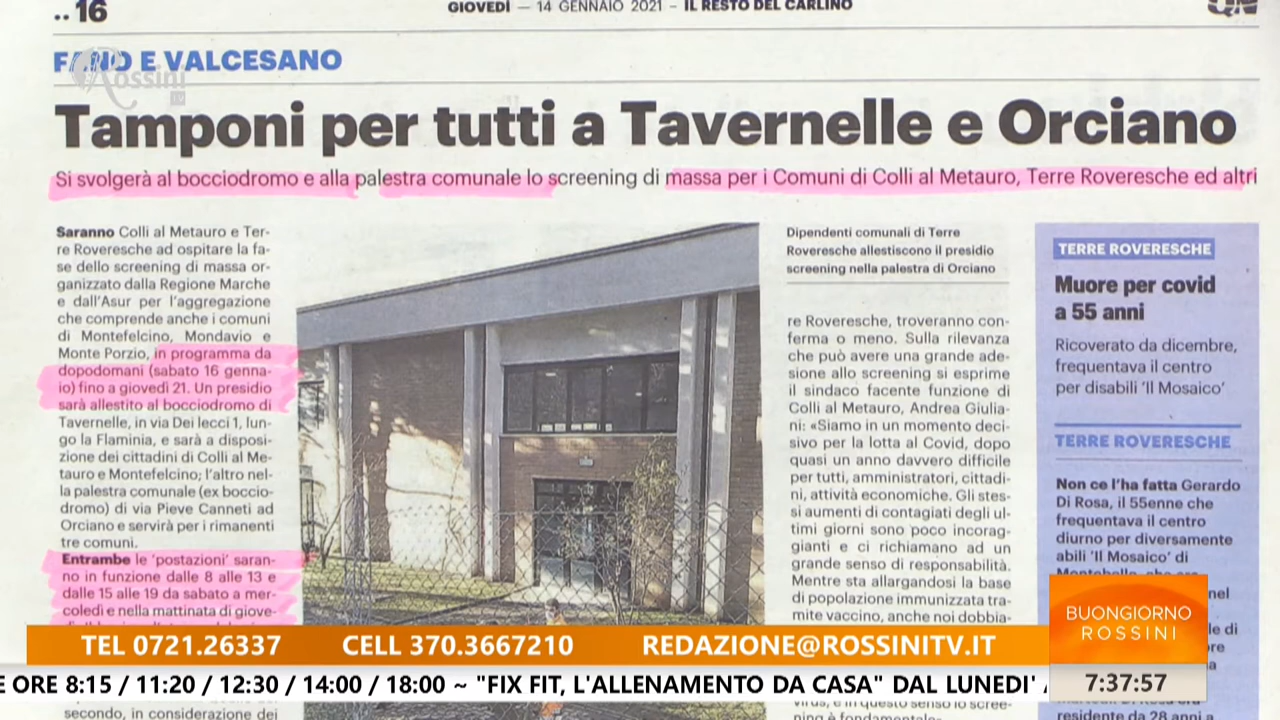 ..16
GIOVEDÌ — 14 GENNAIO 2021 – IL RESTO DEL CARLINO
FANO E VALCESANO
Rossini TV
Tamponi per tutti a Tavernelle e Orciano
Si svolgerà al bocciodromo e alla palestra comunale lo screening di massa per i Comuni di Colli al Metauro, Terre Roveresche ed altri
Saranno Colli al Metauro e Ter-
re Roveresche ad ospitare la fa-
se dello screening di massa or-
ganizzato dalla Regione Marche
e dall'Asur per l'aggregazione
che comprende anche i comuni
di Montefelcino, Mondavio e
Monte Porzio, in programma da
dopodomani (sabato 16 genna-
io) fino a giovedì 21. Un presidio
sarà allestito al bocciodromo di
Tavernelle, in via Dei lecci 1, lun-
go la Flaminia, e sarà a disposi-
zione dei cittadini di Colli al Me-
tauro e Montefelcino; l'altro nel-
la palestra comunale (ex boccio-
dromo) di via Pieve Canneti ad
Orciano e servirà per i rimanenti
tre comuni.
Entrambe le 'postazioni' saran-
no in funzione dalle 8 alle 13 e
dalle 15 alle 19 da sabato a mer-
coledì e nella mattinata di giove-
secondo, in considerazione dei
Dipendenti comunali di Terre
Roveresche allestiscono il presidio
screening nella palestra di Orciano
re Roveresche, troveranno con-
ferma o meno. Sulla rilevanza
che può avere una grande ade-
sione allo screening si esprime
il sindaco facente funzione di
Colli al Metauro, Andrea Giulia-
ni: «Siamo in un momento deci-
sivo per la lotta al Covid, dopo
quasi un anno davvero difficile
per tutti, amministratori, cittadi-
ni, attività economiche. Gli stes-
si aumenti di contagiati degli ul-
timi giorni sono poco incorag-
gianti e ci richiamano ad un
grande senso di responsabilità.
Mentre sta allargandosi la base
di popolazione immunizzata tra-
mite vaccino, anche noi dobbia-
virus, e in questo senso lo scree-
ning è fondamentale-
TERRE ROVERESCHE
Muore per covid
a 55 anni
Ricoverato da dicembre,
frequentava il centro
per disabili 'Il Mosaico'
TERRE ROVERESCHE
Non ce l'ha fatta Gerardo
Di Rosa, il 55enne che
frequentava il centro
diurno per diversamente
abili 'Il Mosaico' di
nel
le di
residente da 28 anni
TEL 0721.26337 CELL 370.3667210 REDAZIONE@ROSSINITV.IT
BUONGIORNO
ROSSINI
E ORE 8:15 / 11:20 / 12:30 / 14:00 / 18:00 ~ "FIX FIT, L'ALLENAMENTO DA CASA" DAL LUNEDI'
7:37:57